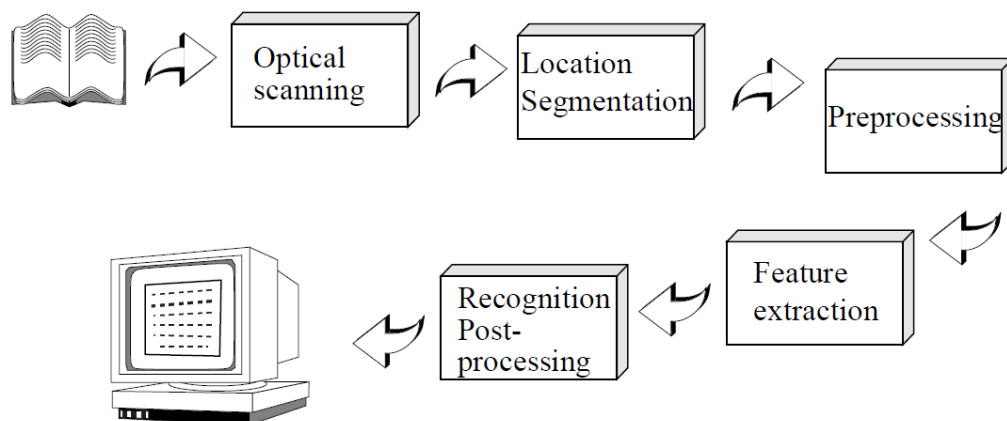 Optical
scanning
Location
Segmentation
Preprocessing
Feature
extraction
Recognition
Post-
processing